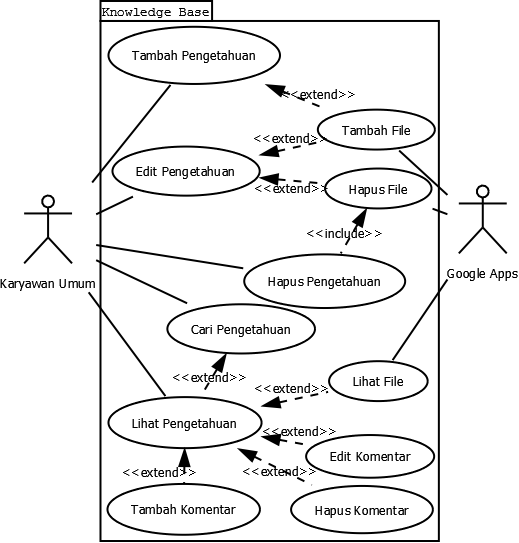 Knowledge Base
Tambah Pengetahuan
<<extend>>
Tambah File
<<extend>>
Edit Pengetahuan
<<extend>>
Hapus File
<<include>>
Google Apps
Karyawan Umum
Hapus Pengetahuan
Cari Pengetahuan
<<extend>>
<<extend>>
Lihat File
Lihat Pengetahuan
<<extend>>
Edit Komentar
<<extend>>
<<extend>>
Tambah Komentar
Hapus Komentar